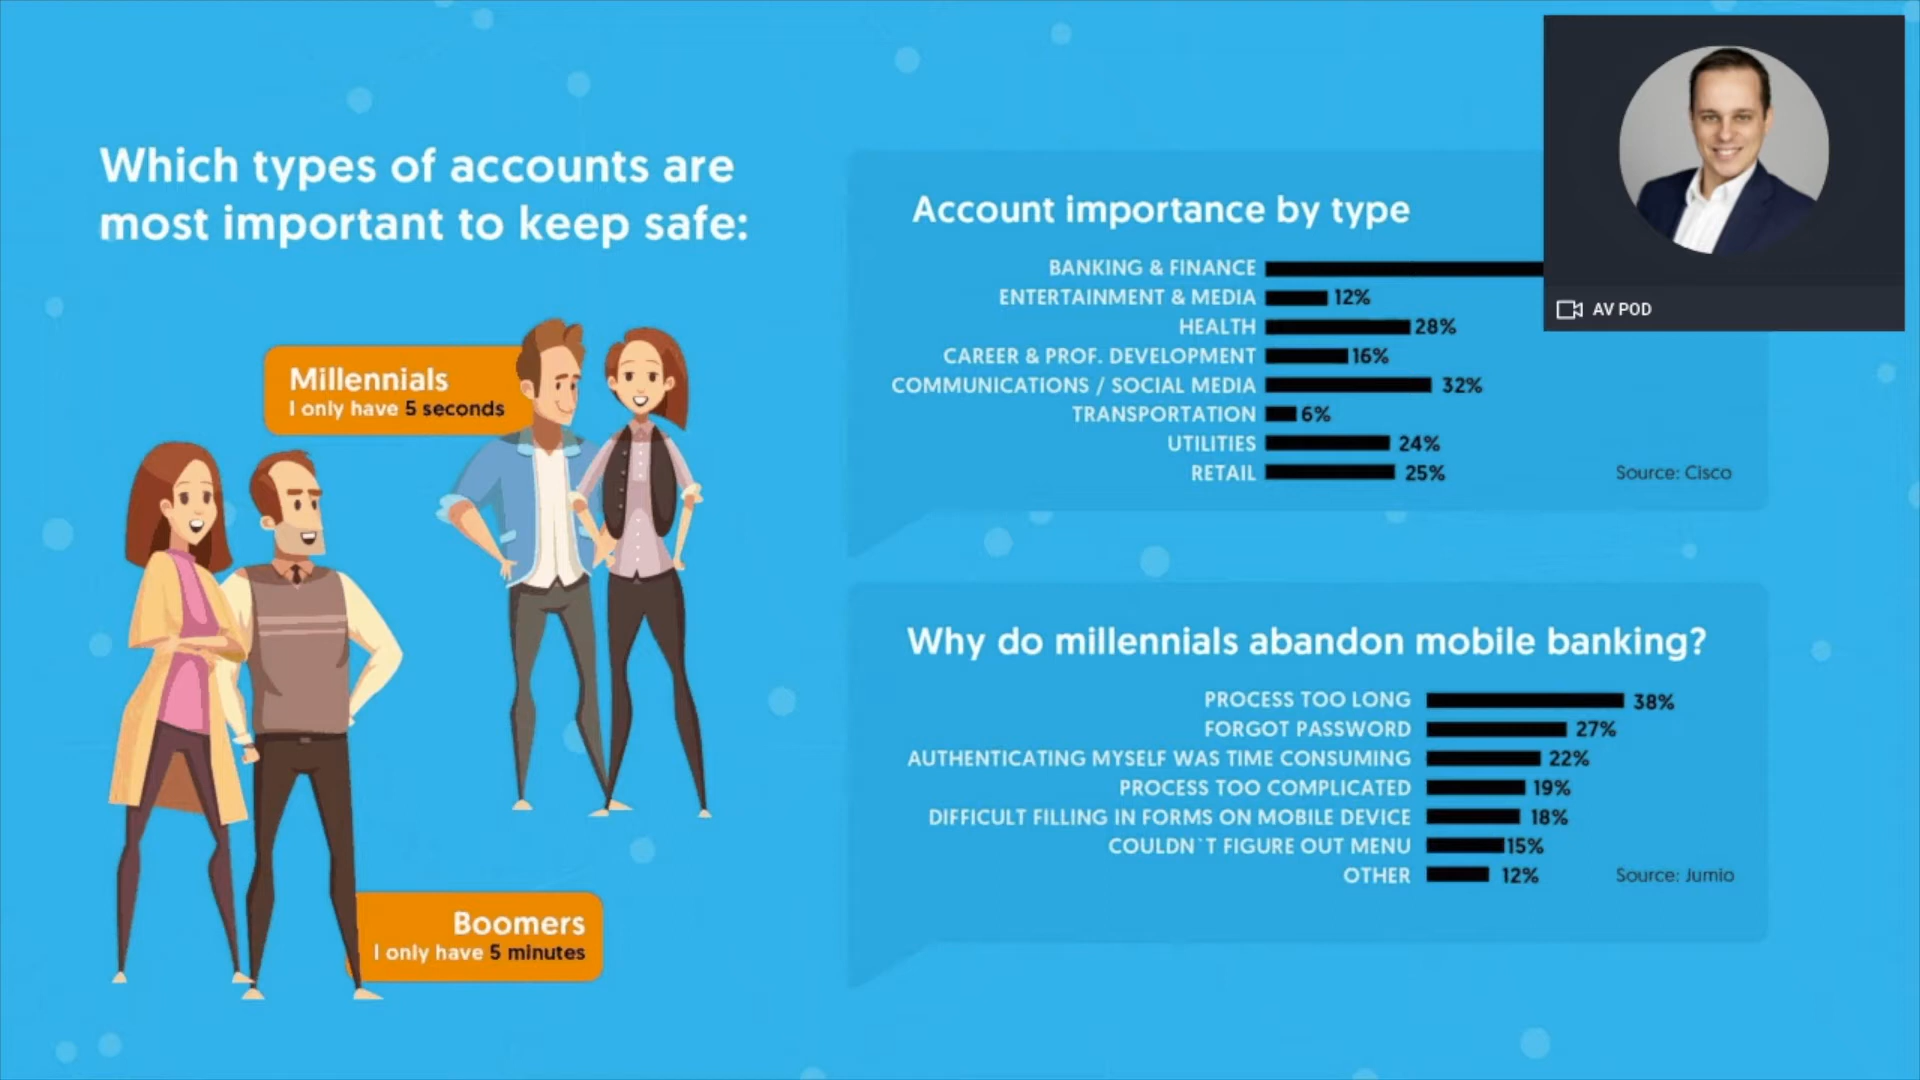 Which types of accounts are
most important to keep safe:
Millennials
I only have 5 seconds
Boomers
I only have 5 minutes
Account importance by type
BANKING & FINANCE
ENTERTAINMENT & MEDIA 12%
HEALTH 28%
CAREER & PROF. DEVELOPMENT 16%
COMMUNICATIONS / SOCIAL MEDIA 32%
TRANSPORTATION 6%
UTILITIES 24%
RETAIL 25%
Source: Cisco
Why do millennials abandon mobile banking?
PROCESS TOO LONG 38%
FORGOT PASSWORD 27%
AUTHENTICATING MYSELF WAS TIME CONSUMING 22%
PROCESS TOO COMPLICATED 19%
DIFFICULT FILLING IN FORMS ON MOBILE DEVICE 18%
COULDN`T FIGURE OUT MENU 15%
OTHER 12%
Source: Jumio
AV POD